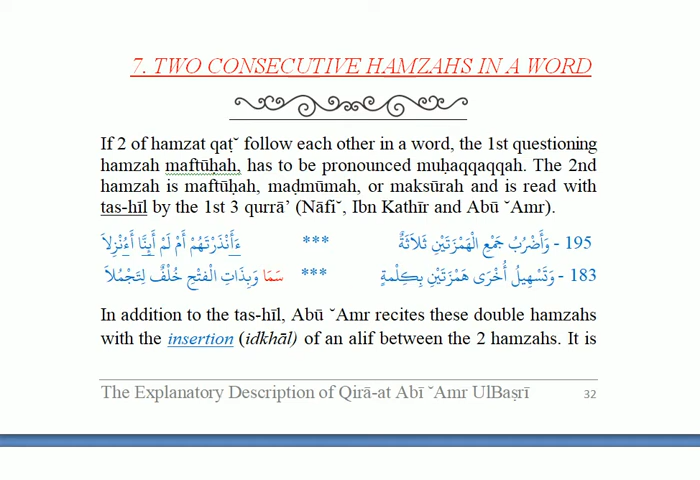 7. TWO CONSECUTIVE HAMZAHS IN A WORD
If 2 of hamzat qaṭˇ follow each other in a word, the 1st questioning
hamzah maftūḥah, has to be pronounced muḥaqqaqqah. The 2nd
hamzah is maftūḥah, maḍmūmah, or maksūrah and is read with
tas-hīl by the 1st 3 qurrā’ (Nāfiˇ, Ibn Kathīr and Abū ˇAmr).
195 - وَأَضْرُبُ جَمْعِ الْهَمْزَتَيْنِ ثَلَاثَةٌ *** ءَأَنْذَرْتَهُمْ أَمْ لَمْ أَئِنَّا أَءُنْزِلَا
183 - وَتَسْهِيلُ أُخْرَى هَمْزَتَيْنِ بِكِلْمَةٍ *** سَمَا وَبِذَاتِ الْفَتْحِ خُلْفٌ لِتَجْمُلَا
In addition to the tas-hīl, Abū ˇAmr recites these double hamzahs
with the insertion (idkhāl) of an alif between the 2 hamzahs. It is
The Explanatory Description of Qirā-at Abī ˇAmr UlBaṣrī 32